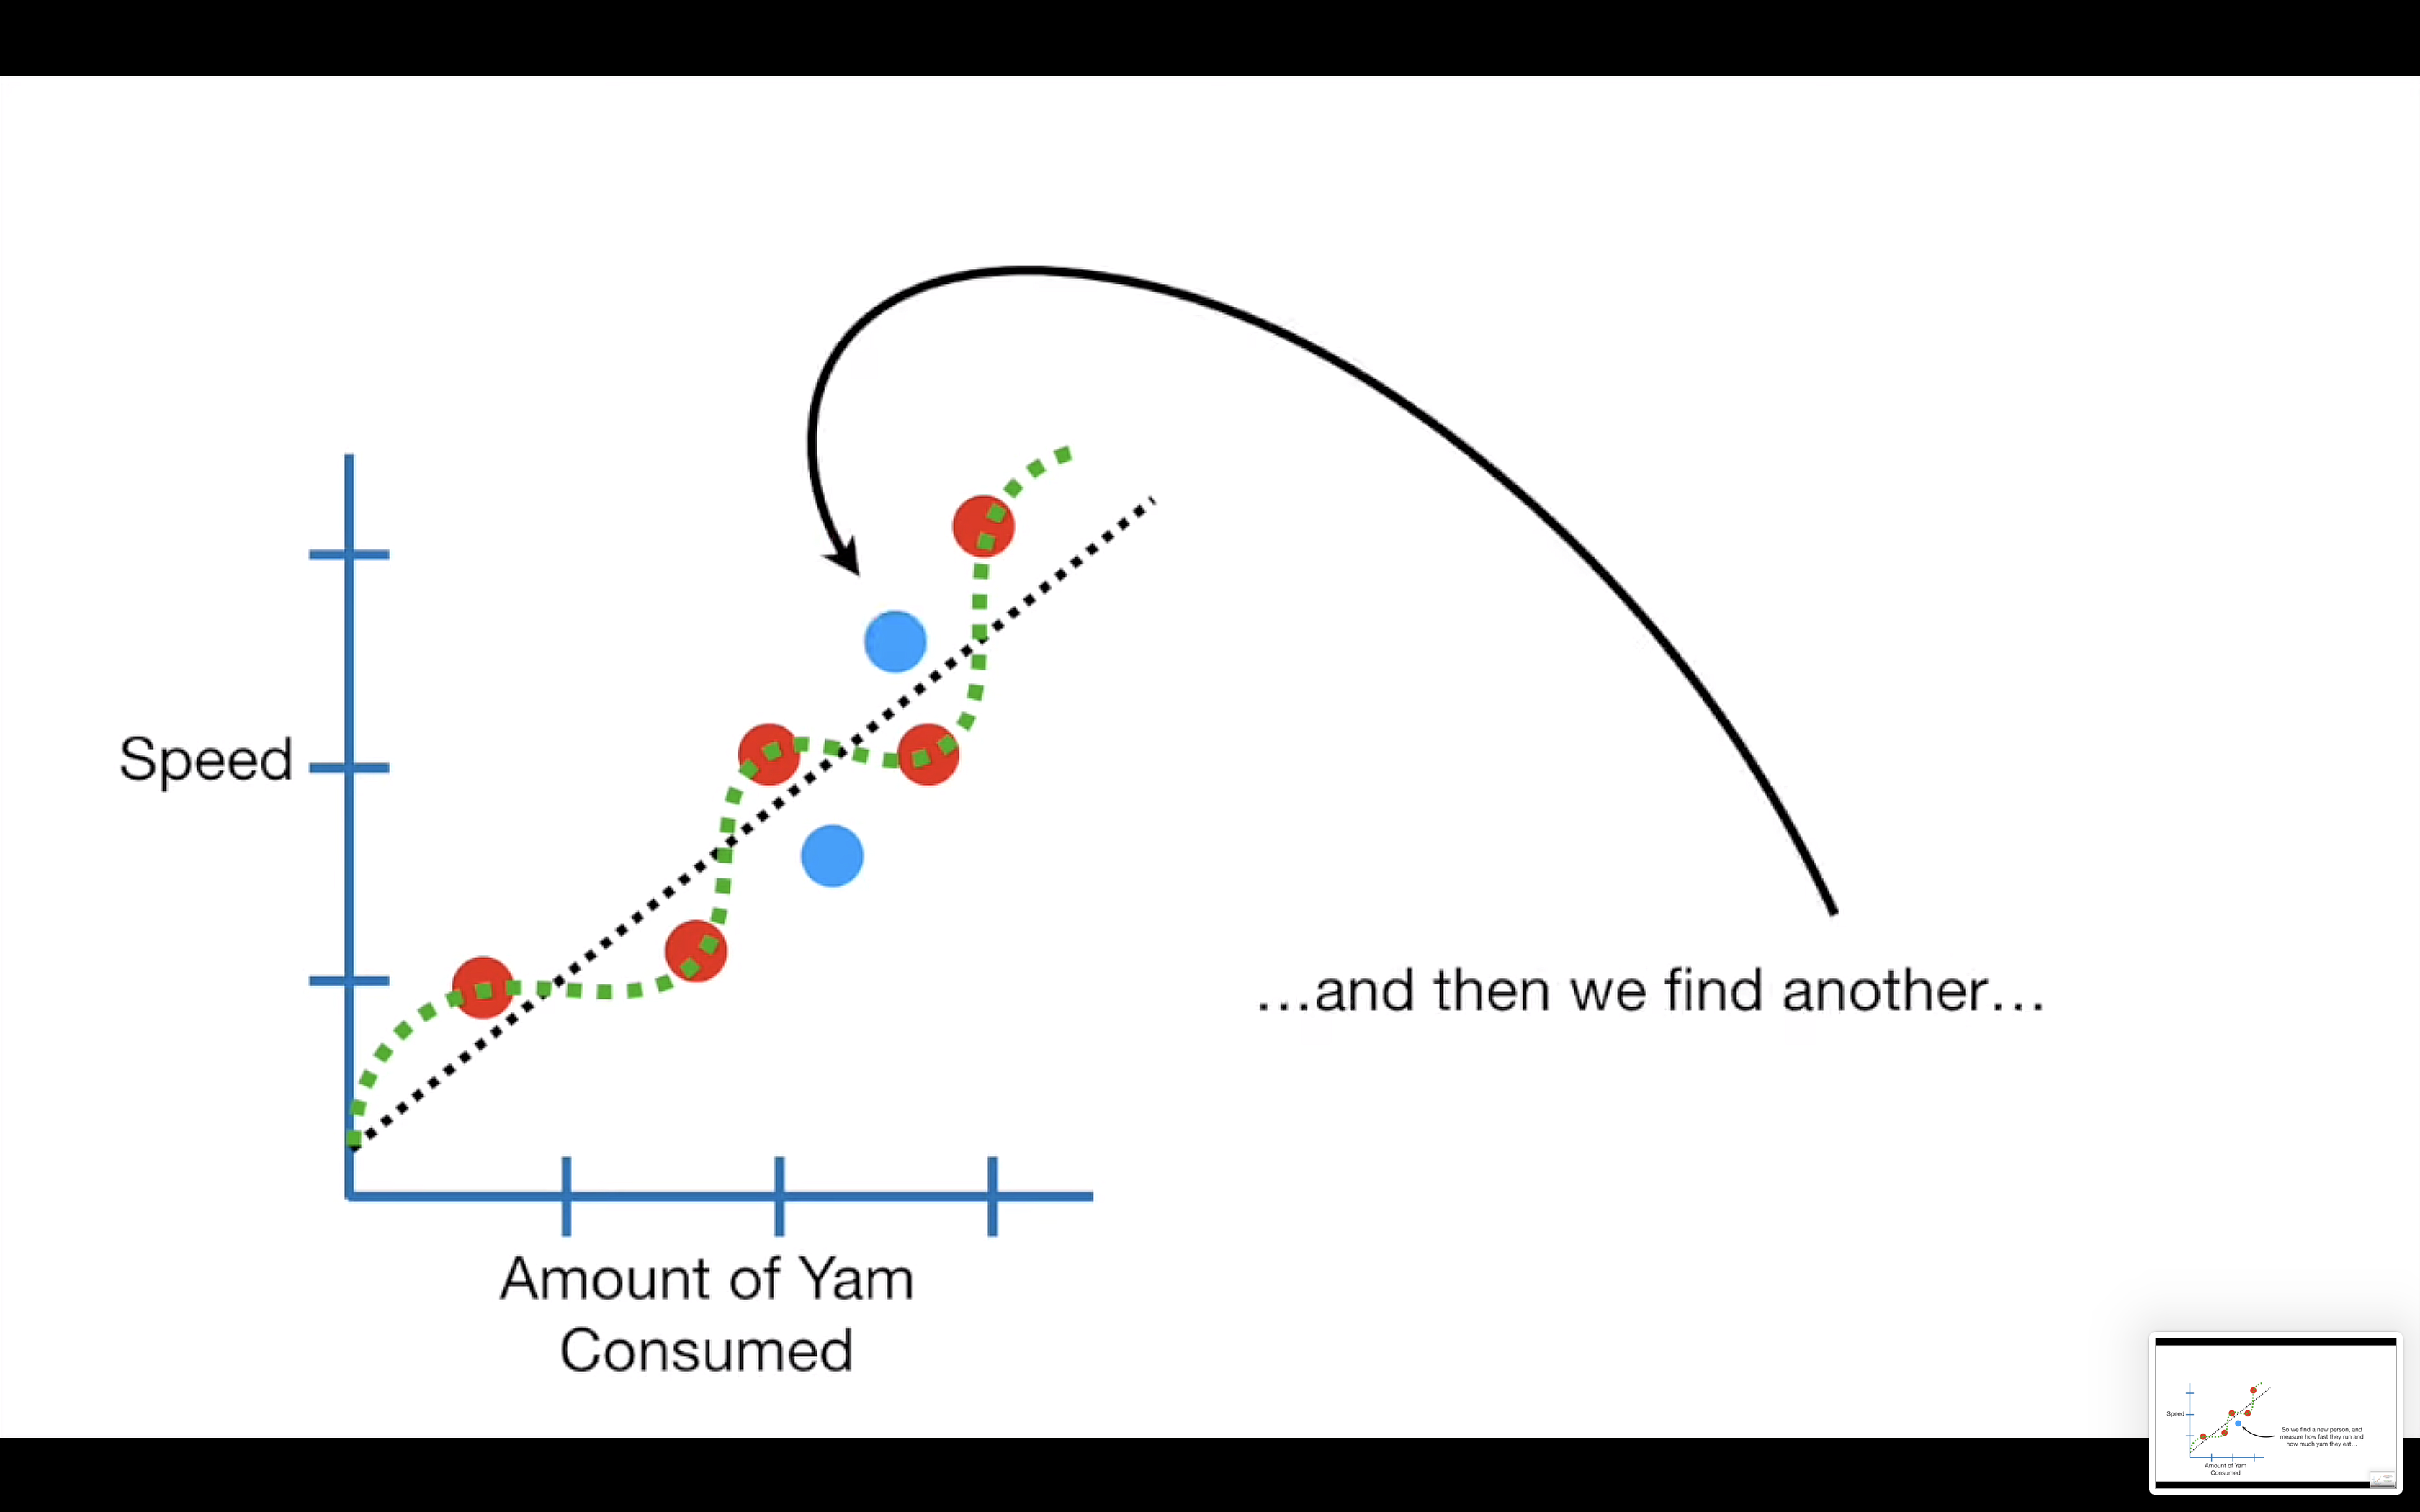 Speed
...and then we find another...
Amount of Yam
Consumed
Speed
So we find a new person, and
measure how fast they run and
how much yam they eat...
Amount of Yam
Consumed